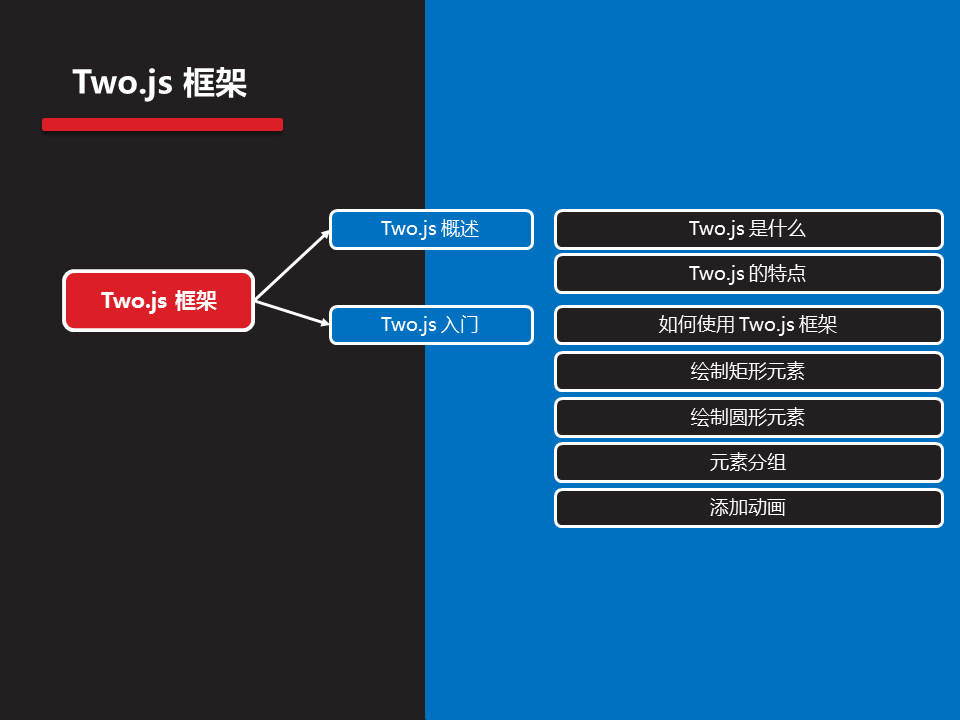 Two.js 框架
Two.js 框架
Two.js 概述
Two.js 是什么
Two.js 的特点
Two.js 入门
如何使用 Two.js 框架
绘制矩形元素
绘制圆形元素
元素分组
添加动画